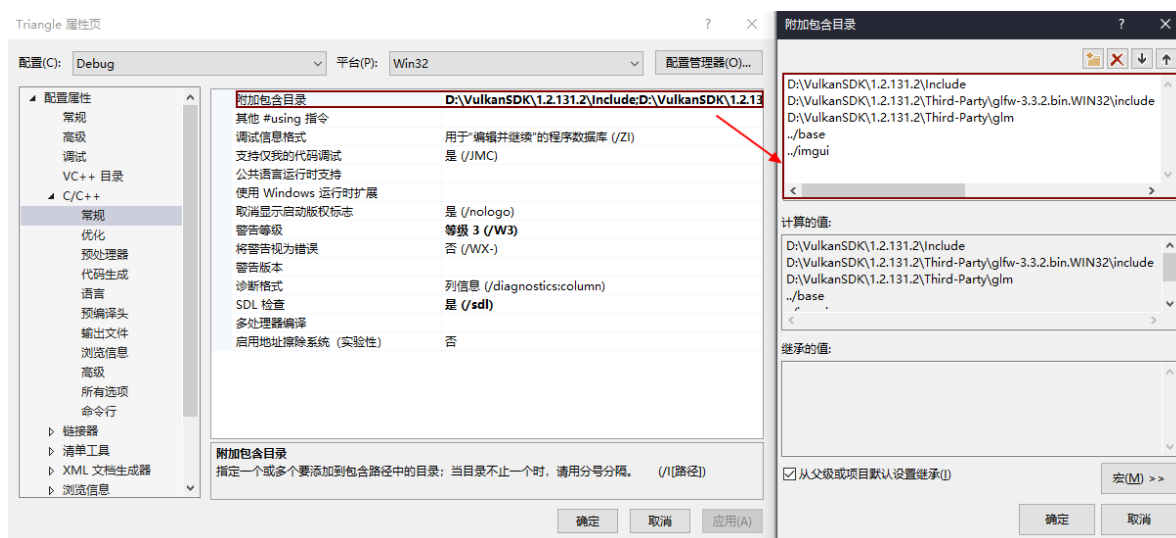 Triangle 属性页
配置(C): Debug 平台(P): Win32 配置管理器(O)...
配置属性
常规
高级
调试
VC++ 目录
C/C++
常规
优化
预处理器
代码生成
语言
预编译头
输出文件
浏览信息
高级
所有选项
命令行
链接器
清单工具
XML 文档生成器
浏览信息
附加包含目录 D:\VulkanSDK\1.2.131.2\Include;D:\VulkanSDK\1.2.13
其他 #using 指令
调试信息格式 用于“编辑并继续”的程序数据库 (/ZI)
支持仅我的代码调试 是 (/JMC)
公共语言运行时支持
使用 Windows 运行时扩展
取消显示启动版权标志 是 (/nologo)
警告等级 等级 3 (/W3)
将警告视为错误 否 (/WX-)
警告版本
诊断格式 列信息 (/diagnostics:column)
SDL 检查 是 (/sdl)
多处理器编译
启用地址擦除系统 (实验性) 否
附加包含目录
指定一个或多个要添加到包含路径中的目录；当目录不止一个时，请用分号分隔。 (/I[路径])
确定 取消 应用(A)
附加包含目录
D:\VulkanSDK\1.2.131.2\Include
D:\VulkanSDK\1.2.131.2\Third-Party\glfw-3.3.2.bin.WIN32\include
D:\VulkanSDK\1.2.131.2\Third-Party\glm
../base
../imgui
计算的值:
D:\VulkanSDK\1.2.131.2\Include
D:\VulkanSDK\1.2.131.2\Third-Party\glfw-3.3.2.bin.WIN32\include
D:\VulkanSDK\1.2.131.2\Third-Party\glm
../base
继承的值:
从父级或项目默认设置继承(I)
宏(M) >>
确定 取消